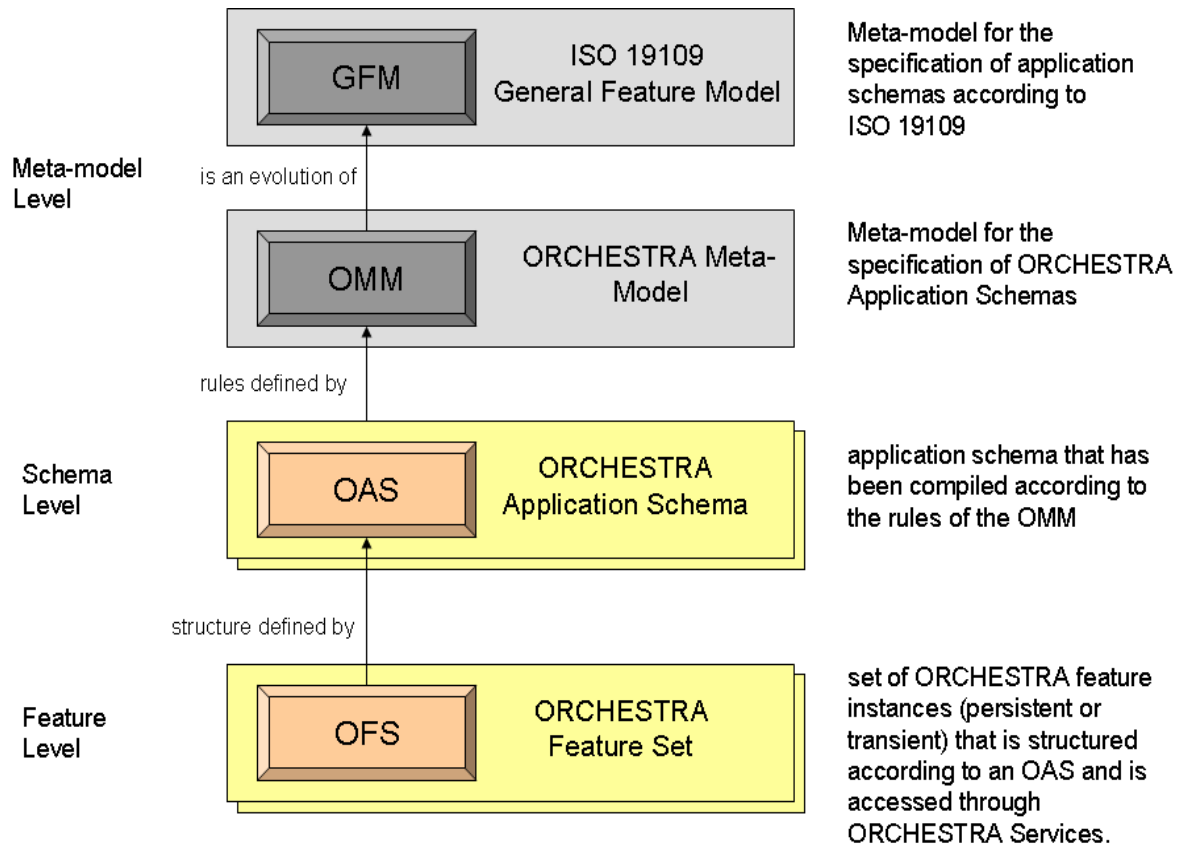 GFM
ISO 19109
General Feature Model
Meta-model for the
specification of application
schemas according to
ISO 19109
Meta-model
Level
is an evolution of
OMM
ORCHESTRA Meta-
Model
Meta-model for the
specification of ORCHESTRA
Application Schemas
rules defined by
Schema
Level
OAS
ORCHESTRA
Application Schema
application schema that has
been compiled according to
the rules of the OMM
structure defined by
Feature
Level
OFS
ORCHESTRA
Feature Set
set of ORCHESTRA feature
instances (persistent or
transient) that is structured
according to an OAS and is
accessed through
ORCHESTRA Services.